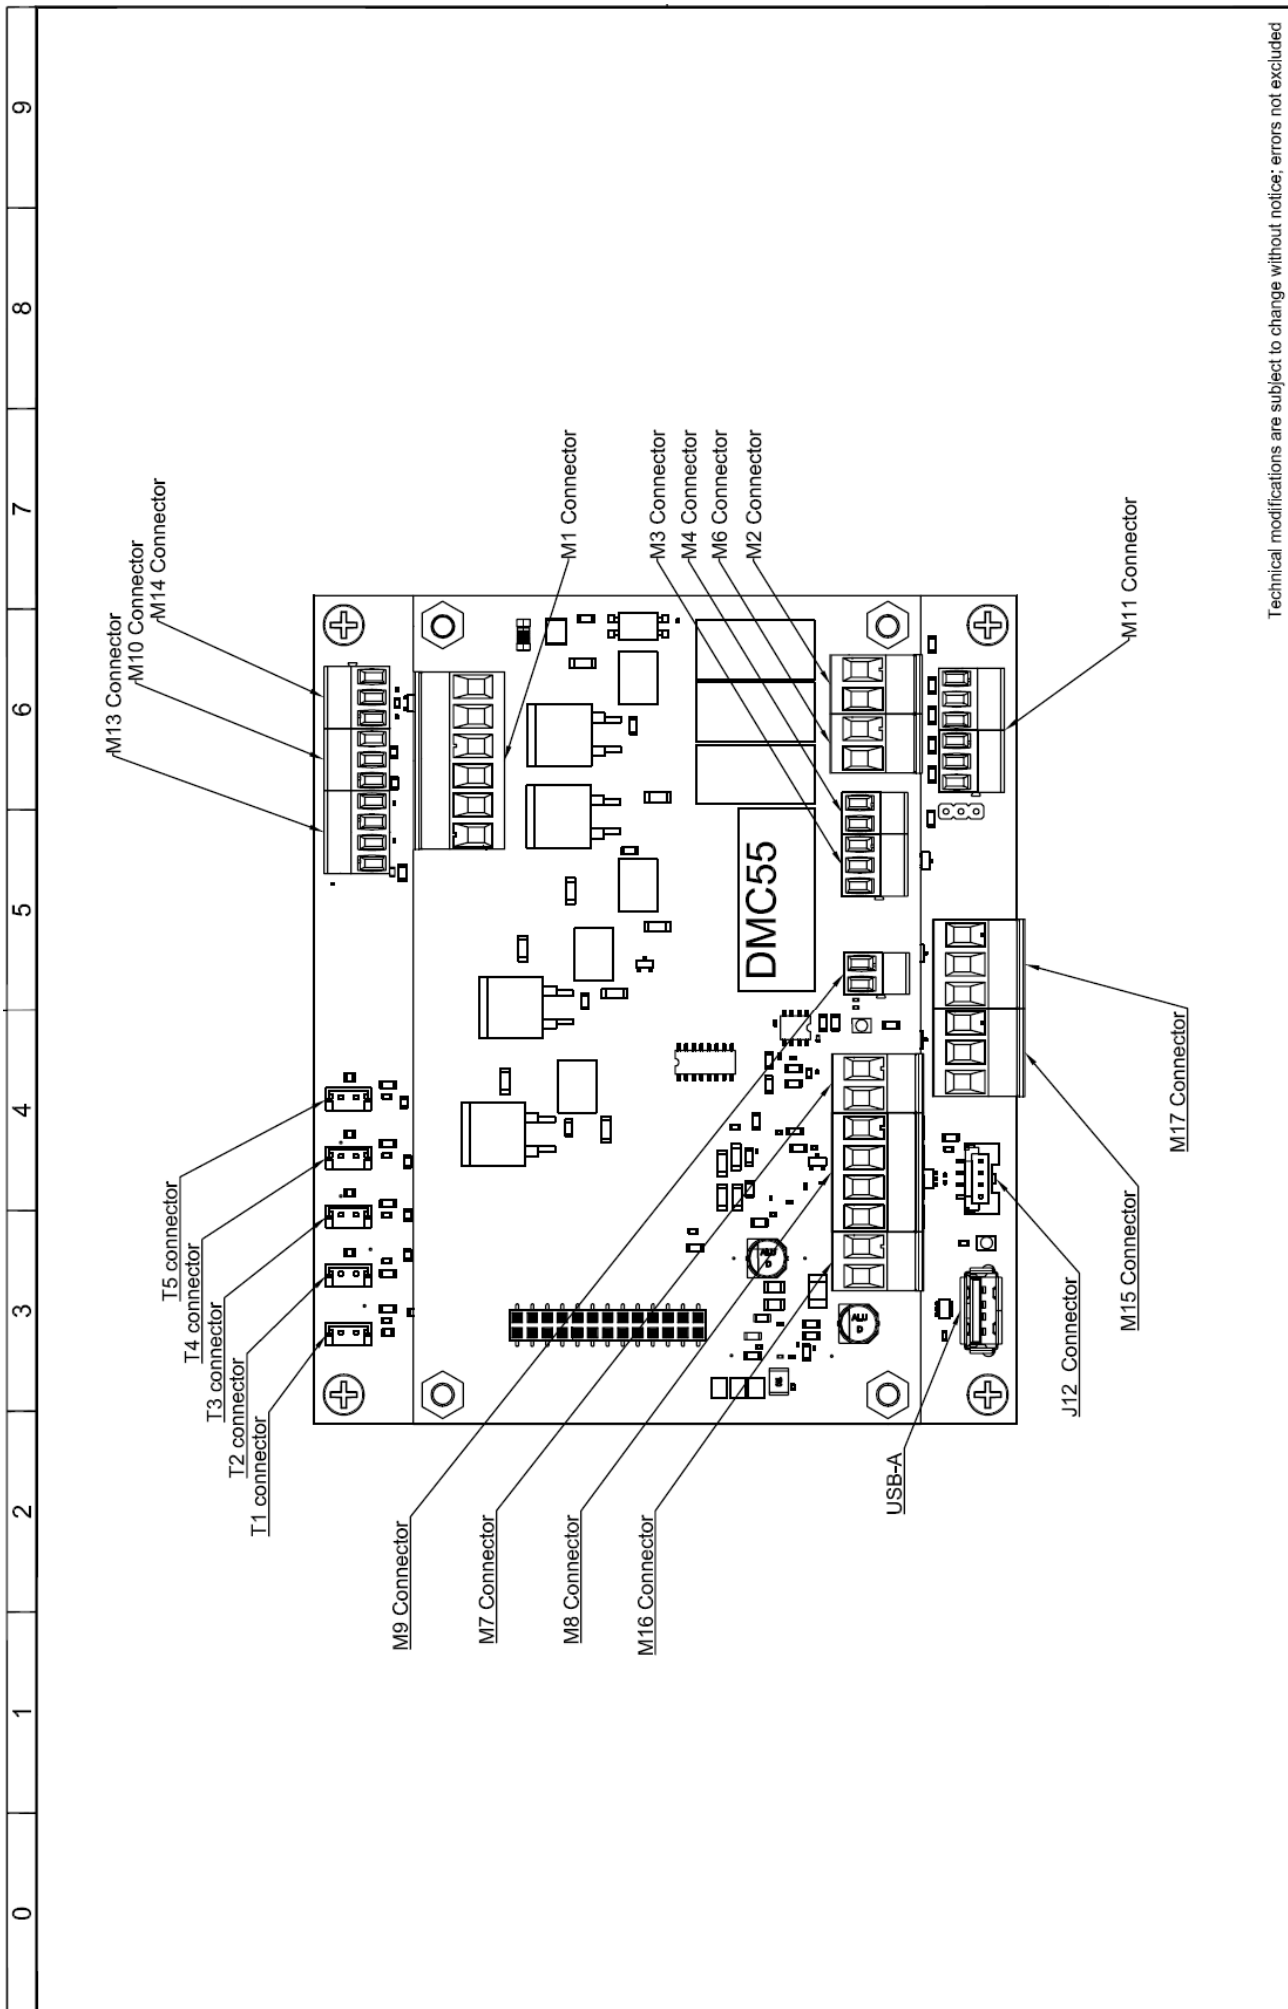 0 1 2 3 4 5 6 7 8 9
M13 Connector
M10 Connector
M14 Connector
T5 connector
T4 connector
T3 connector
T2 connector
T1 connector
M9 Connector
M7 Connector
M8 Connector
M16 Connector
M1 Connector
M3 Connector
M4 Connector
M6 Connector
M2 Connector
DMC55
ALU
D
ALU
D
USB-A
J12 Connector
M15 Connector
M17 Connector
M11 Connector
Technical modifications are subject to change without notice; errors not excluded